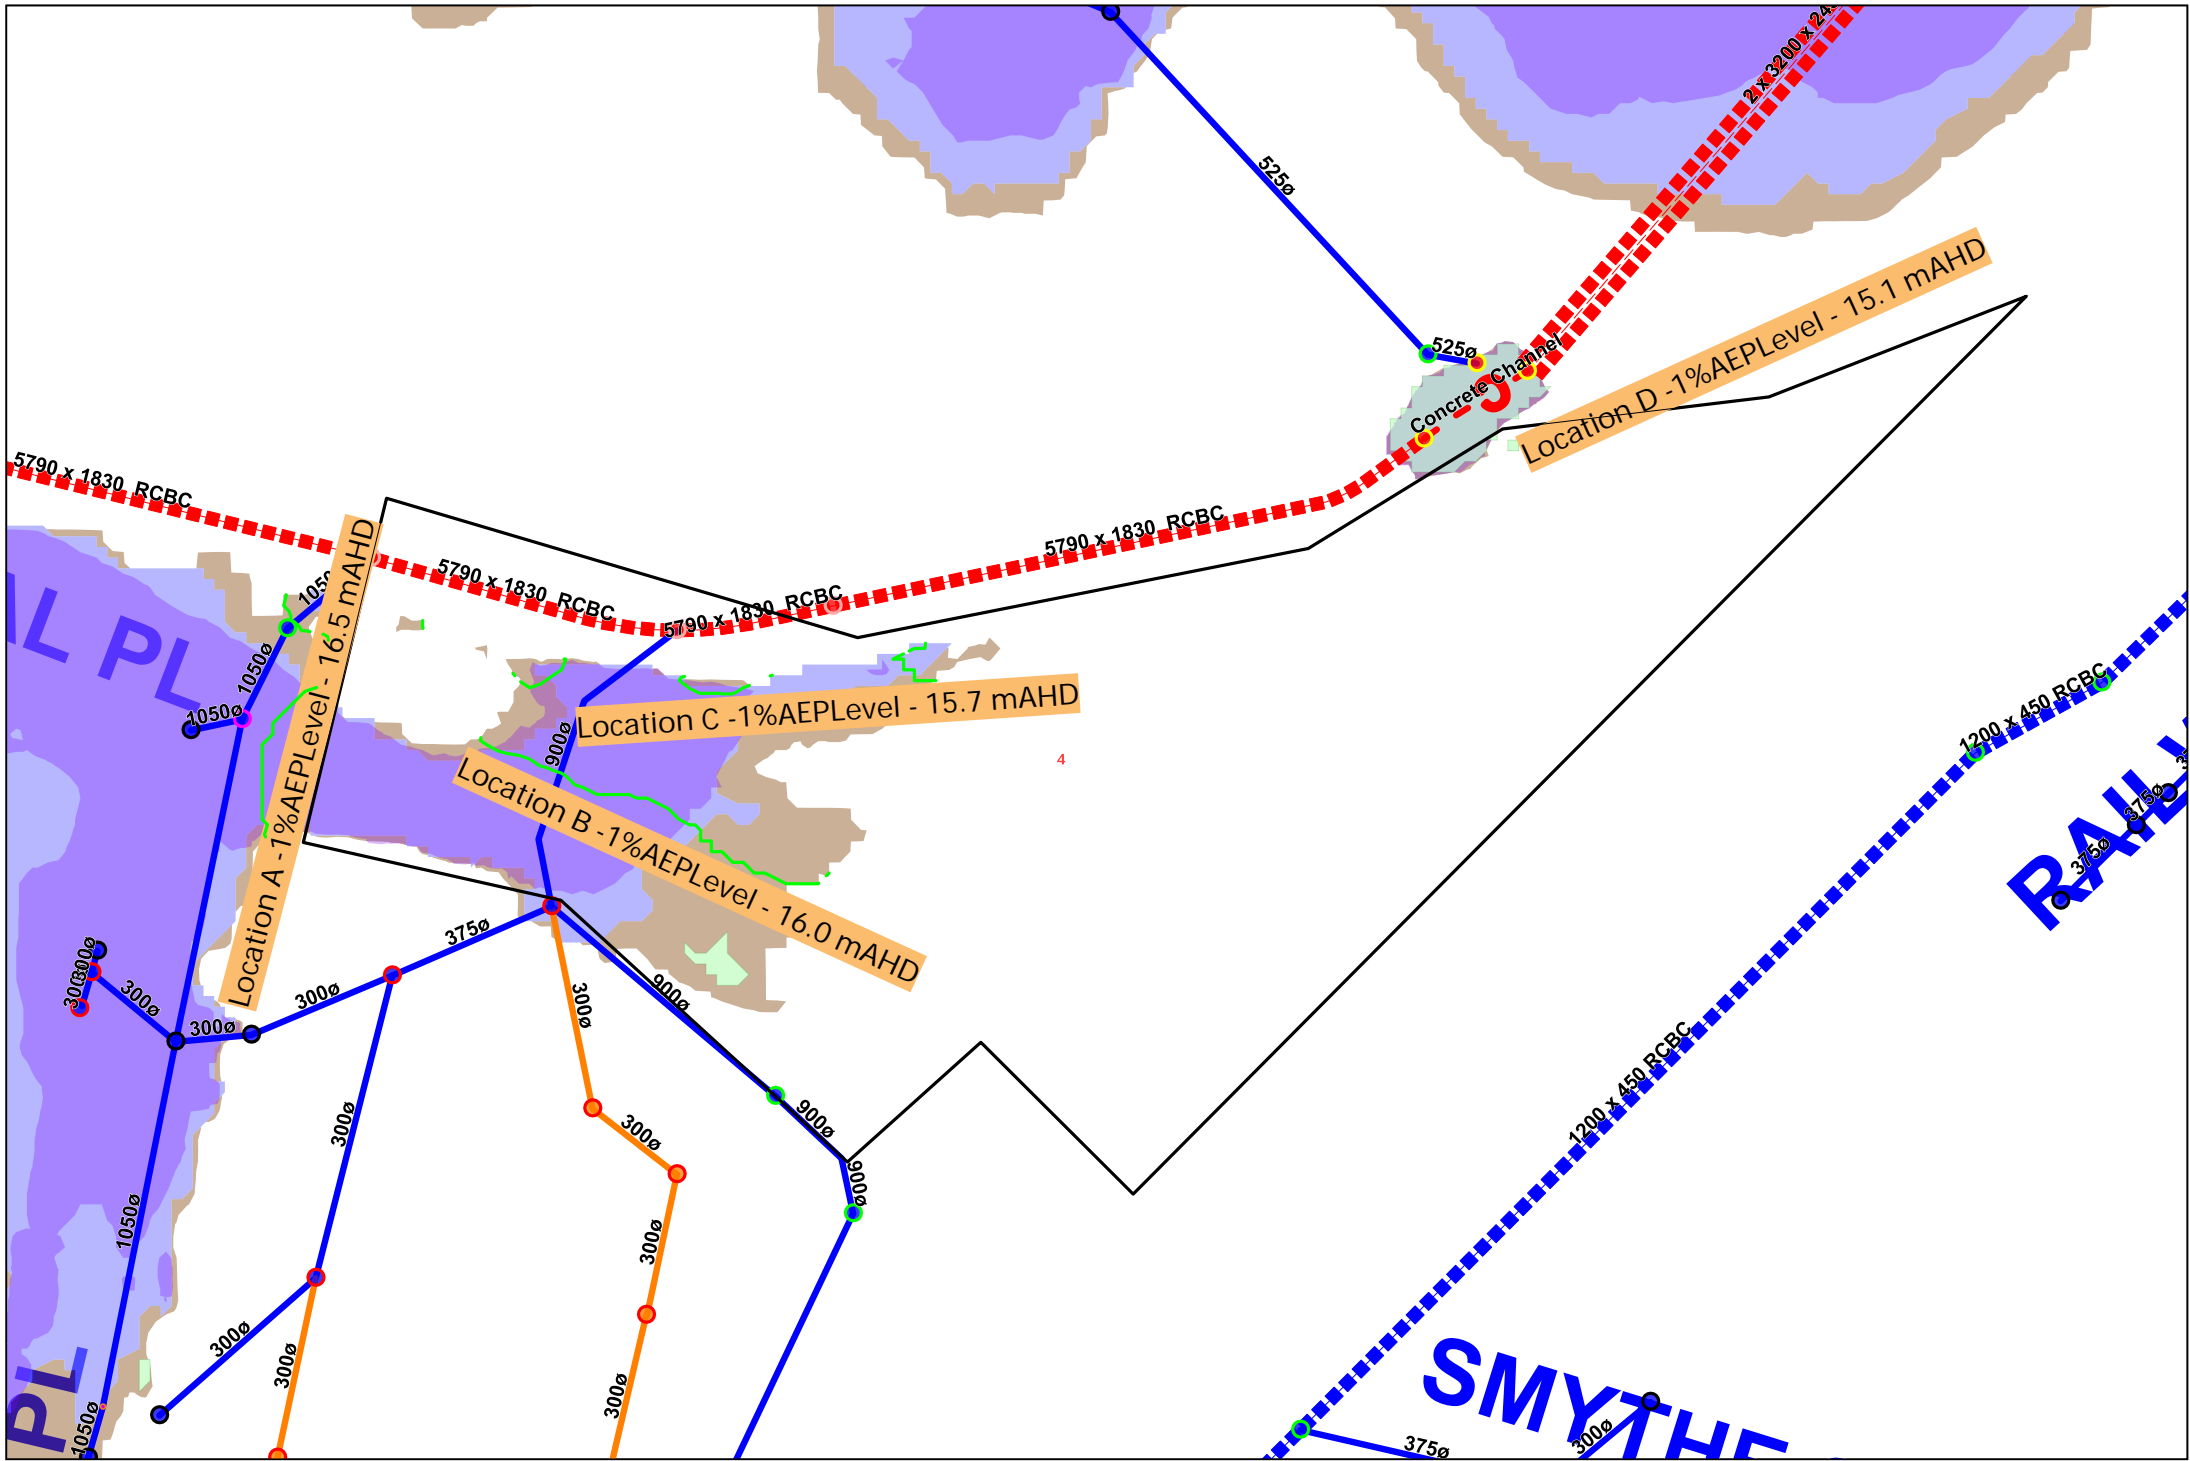 2 x 3200 x
525ø
525ø
Concrete Channel
Location D -1%AEPLevel - 15.1 mAHD
5790 x 1830 RCBC
5790 x 1830 RCBC
5790 x 1830 RCBC
5790 x 1830 RCBC
1050ø
1050ø
AL PL
Location A -1%AEPLevel - 16.5 mAHD
Location C -1%AEPLevel - 15.7 mAHD
900ø
4
Location B -1%AEPLevel - 16.0 mAHD
1200 x 450 RCBC
375ø
375ø
375ø
300ø
300ø
300ø
300ø
300ø
300ø
900ø
300ø
900ø
900ø
300ø
300ø
1050ø
300ø
300ø
300ø
1050ø
PL
1200 x 450 RCBC
SMYTHE
300ø
375ø